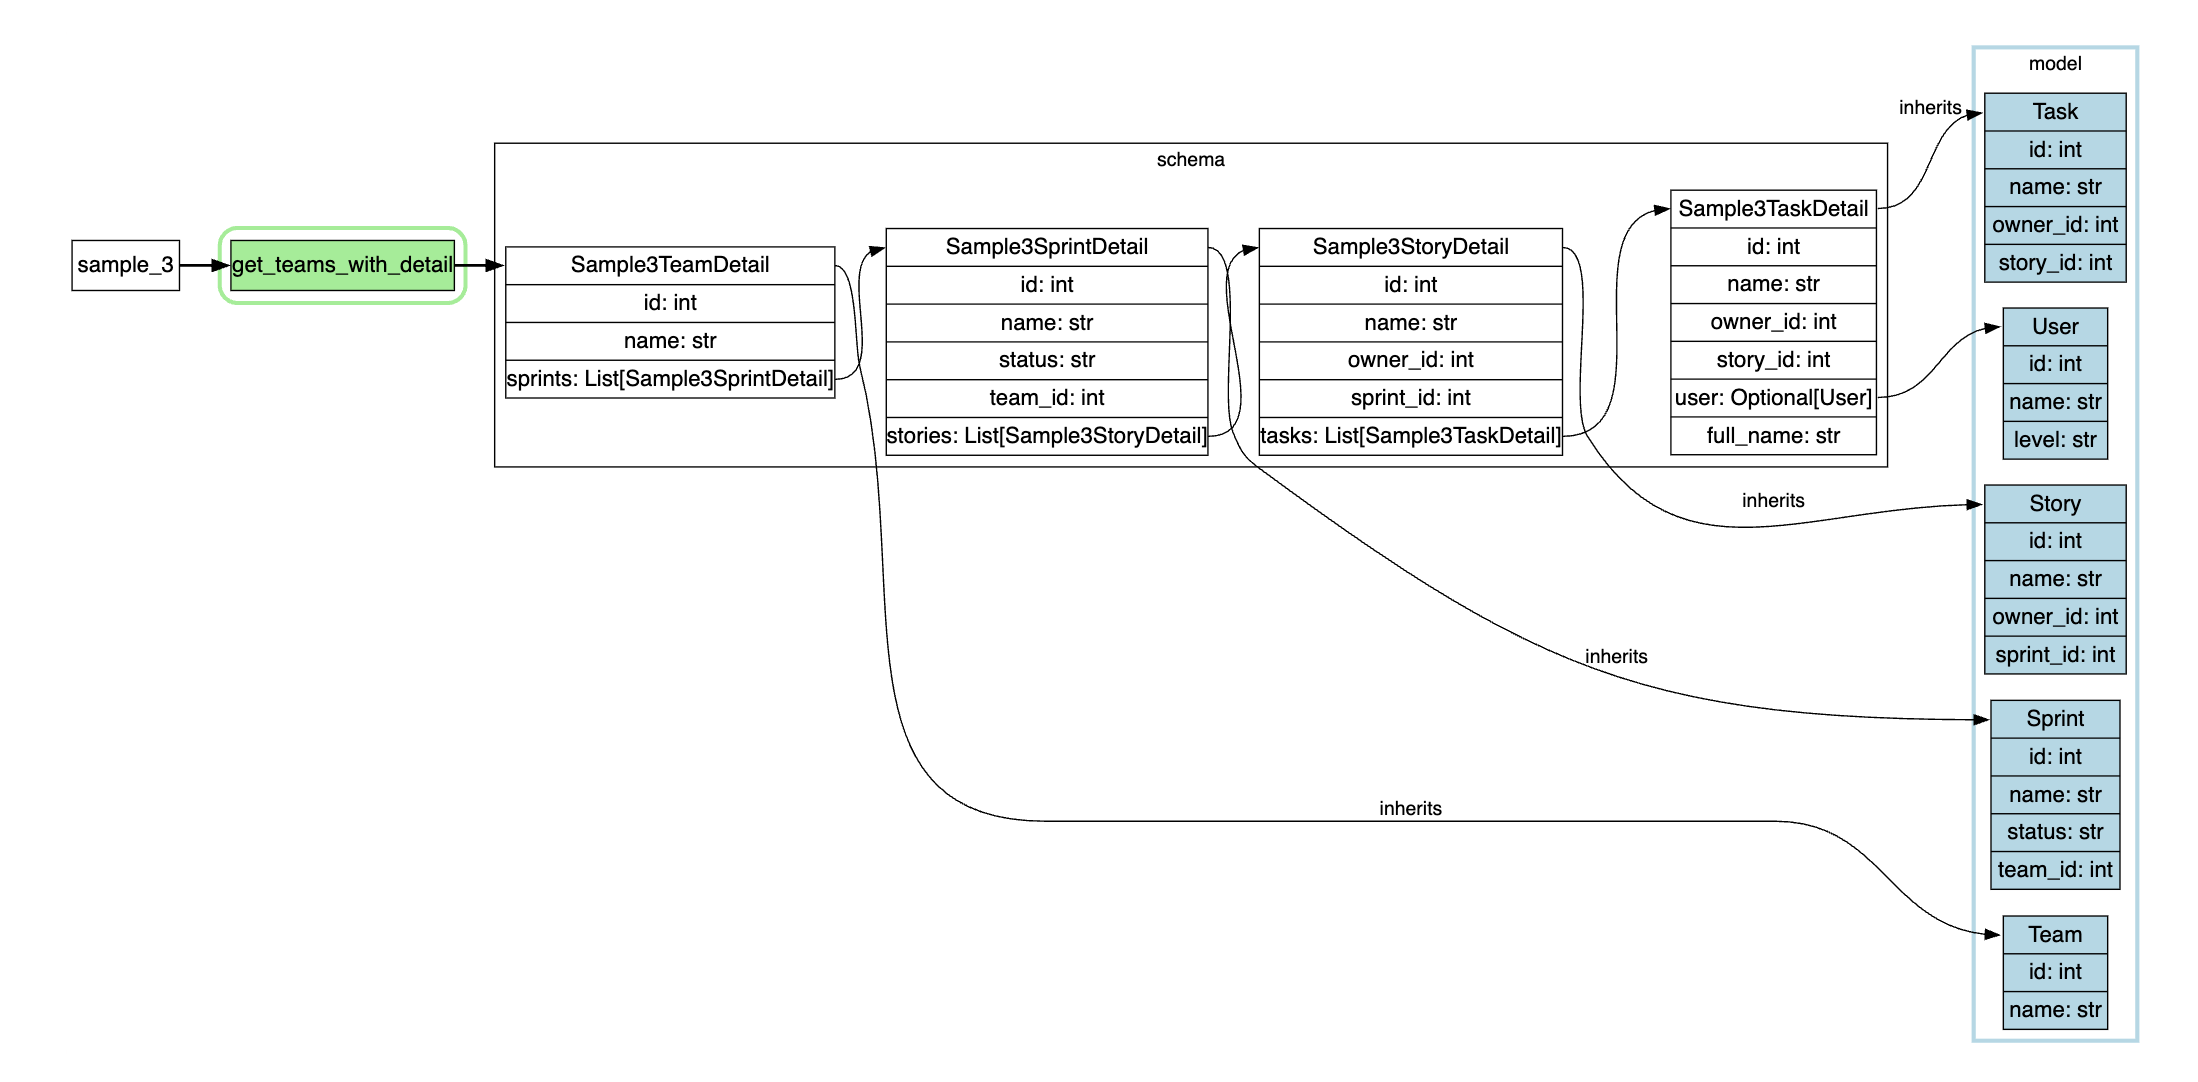 sample_3
get_teams_with_detail
schema
Sample3TeamDetail
id: int
name: str
sprints: List[Sample3SprintDetail]
Sample3SprintDetail
id: int
name: str
status: str
team_id: int
stories: List[Sample3StoryDetail]
Sample3StoryDetail
id: int
name: str
owner_id: int
sprint_id: int
tasks: List[Sample3TaskDetail]
Sample3TaskDetail
id: int
name: str
owner_id: int
story_id: int
user: Optional[User]
full_name: str
inherits
inherits
inherits
inherits
model
Task
id: int
name: str
owner_id: int
story_id: int
User
id: int
name: str
level: str
Story
id: int
name: str
owner_id: int
sprint_id: int
Sprint
id: int
name: str
status: str
team_id: int
Team
id: int
name: str